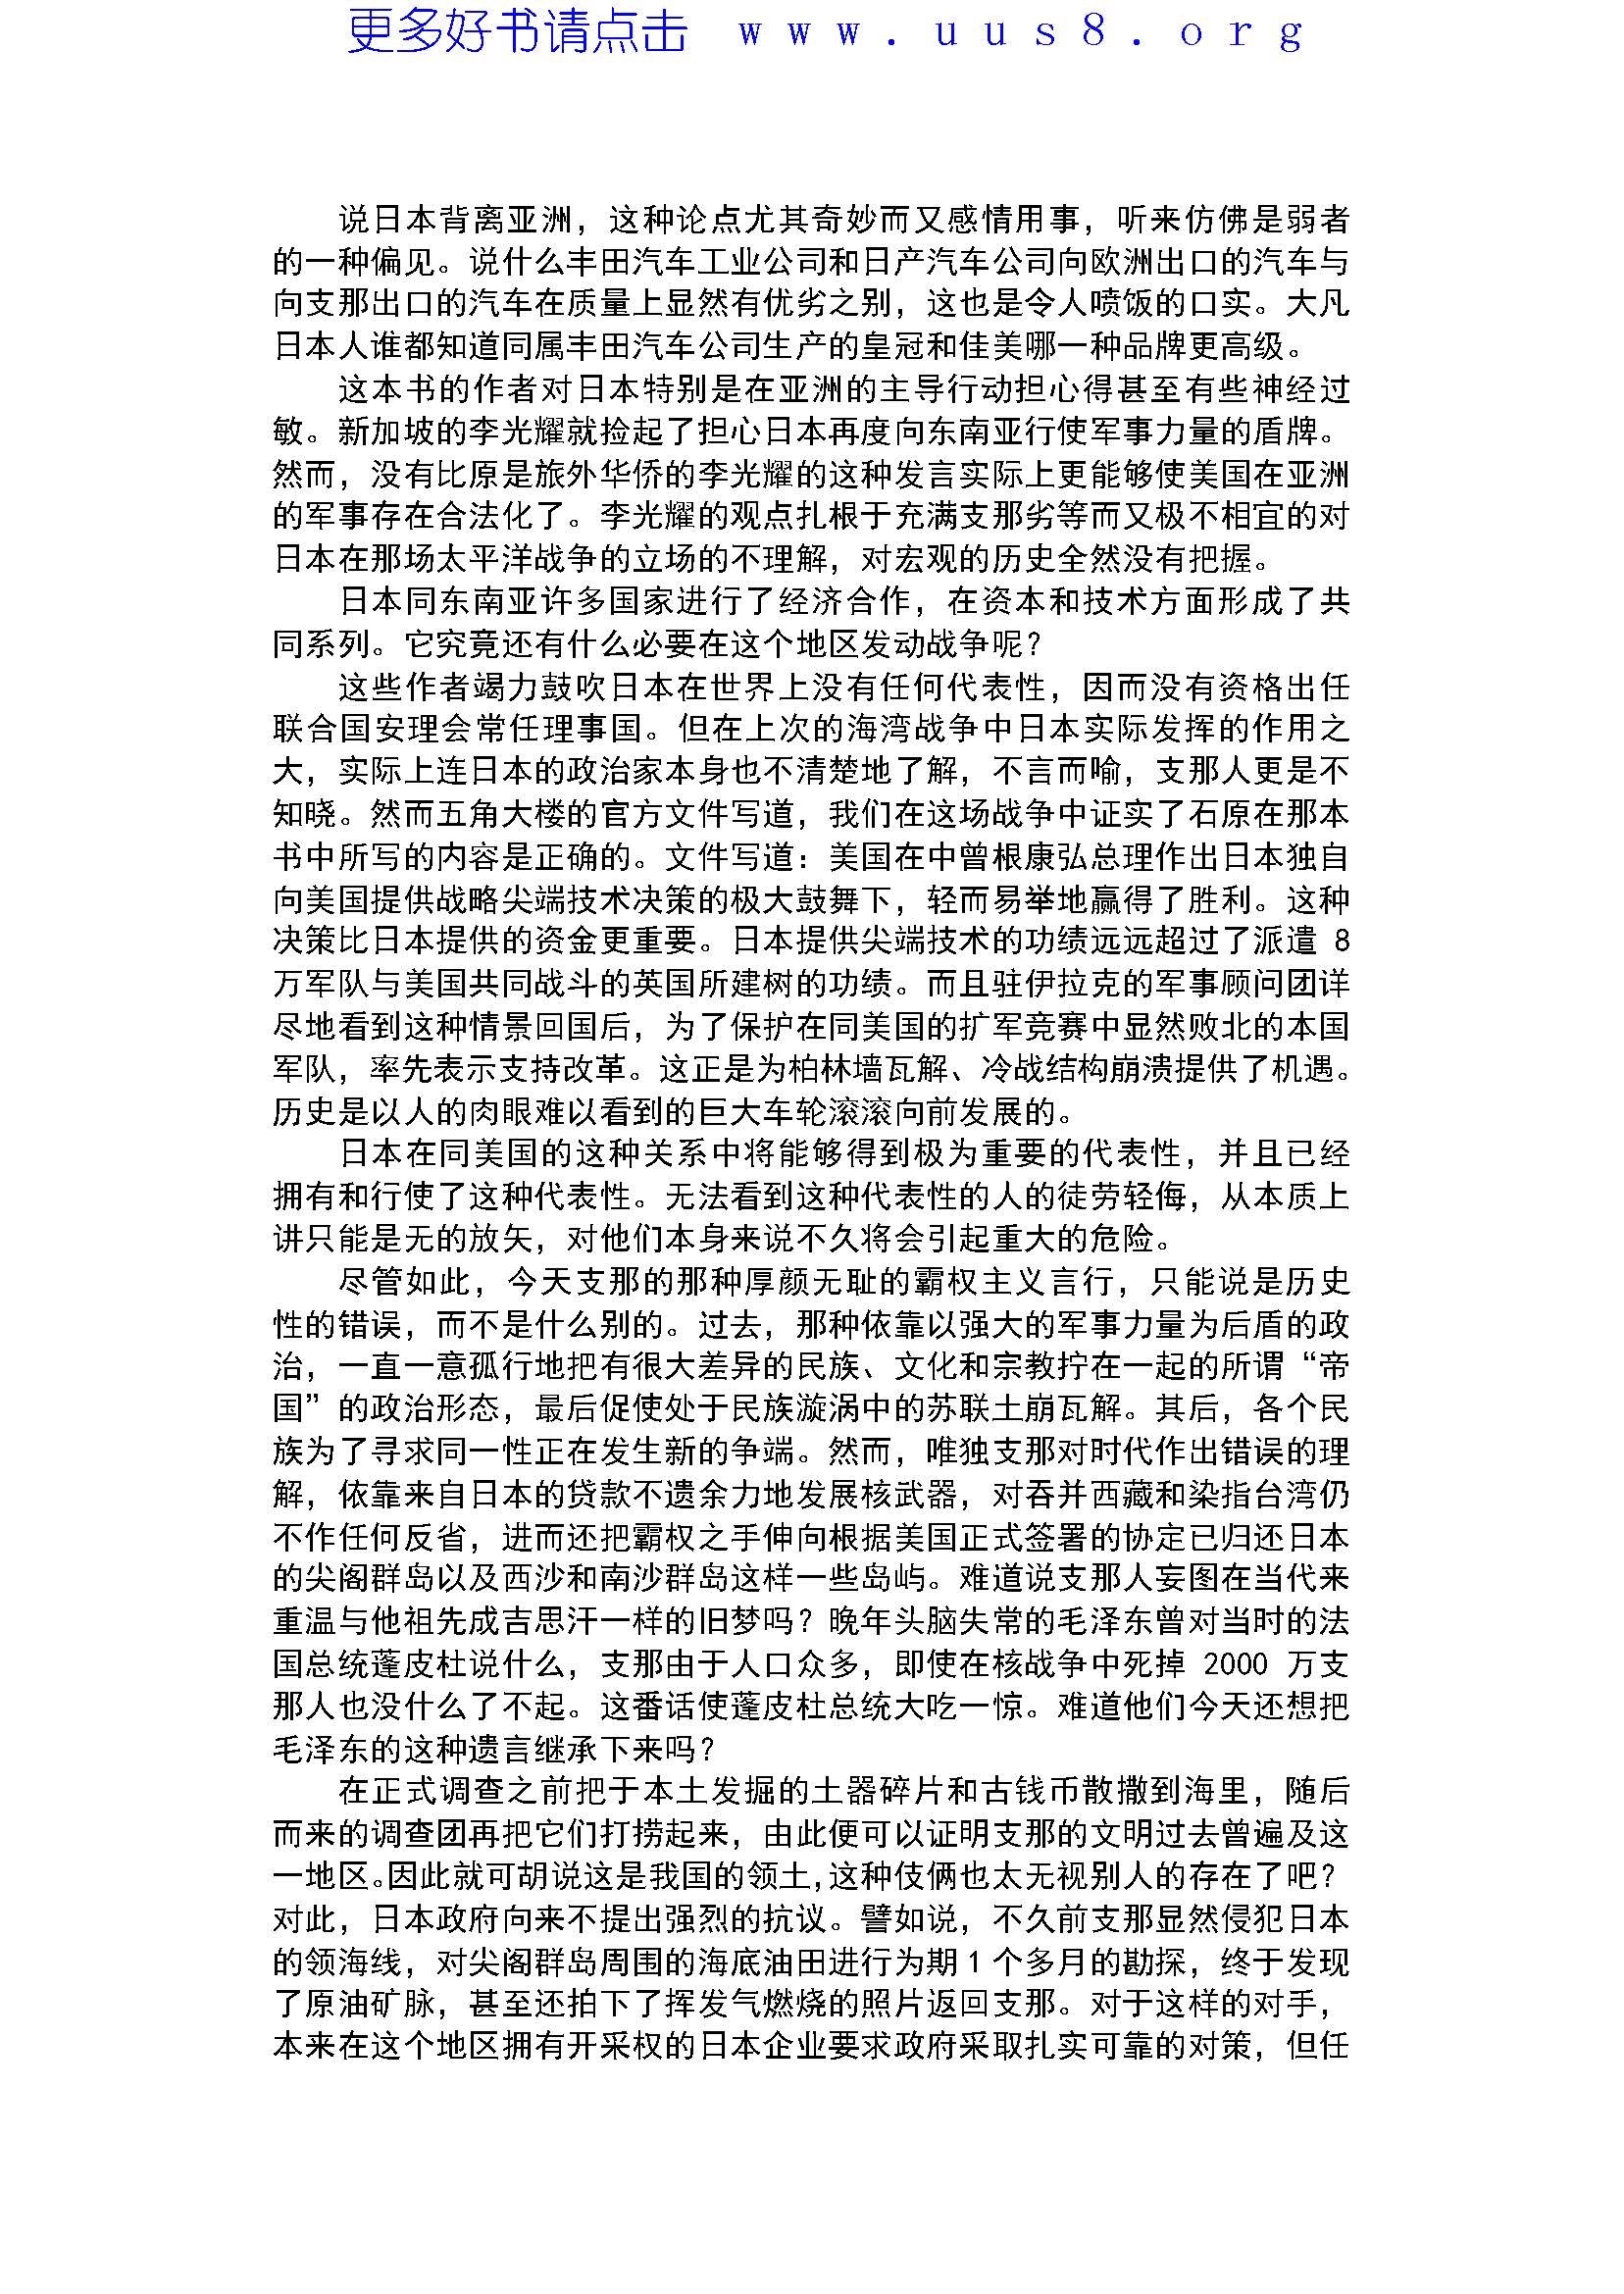 更多好书请点击 www.uus8.org
说日本背离亚洲，这种论点尤其奇妙而又感情用事，听来仿佛是弱者
的一种偏见。说什么丰田汽车工业公司和日产汽车公司向欧洲出口的汽车与
向支那出口的汽车在质量上显然有优劣之别，这也是令人喷饭的口实。大凡
日本人谁都知道同属丰田汽车公司生产的皇冠和佳美哪一种品牌更高级。
这本书的作者对日本特别是在亚洲的主导行动担心得甚至有些神经过
敏。新加坡的李光耀就捡起了担心日本再度向东南亚行使军事力量的盾牌。
然而，没有比原是旅外华侨的李光耀的这种发言实际上更能够使美国在亚洲
的军事存在合法化了。李光耀的观点扎根于充满支那劣等而又极不相宜的对
日本在那场太平洋战争的立场的不理解，对宏观的历史全然没有把握。
日本同东南亚许多国家进行了经济合作，在资本和技术方面形成了共
同系列。它究竟还有什么必要在这个地区发动战争呢？
这些作者竭力鼓吹日本在世界上没有任何代表性，因而没有资格出任
联合国安理会常任理事国。但在上次的海湾战争中日本实际发挥的作用之
大，实际上连日本的政治家本身也不清楚地了解，不言而喻，支那人更是不
知晓。然而五角大楼的官方文件写道，我们在这场战争中证实了石原在那本
书中所写的内容是正确的。文件写道：美国在中曾根康弘总理作出日本独自
向美国提供战略尖端技术决策的极大鼓舞下，轻而易举地赢得了胜利。这种
决策比日本提供的资金更重要。日本提供尖端技术的功绩远远超过了派遣 8
万军队与美国共同战斗的英国所建树的功绩。而且驻伊拉克的军事顾问团详
尽地看到这种情景回国后，为了保护在同美国的扩军竞赛中显然败北的本国
军队，率先表示支持改革。这正是为柏林墙瓦解、冷战结构崩溃提供了机遇。
历史是以人的肉眼难以看到的巨大车轮滚滚向前发展的。
日本在同美国的这种关系中将能够得到极为重要的代表性，并且已经
拥有和行使了这种代表性。无法看到这种代表性的人的徒劳轻侮，从本质上
讲只能是无的放矢，对他们本身来说不久将会引起重大的危险。
尽管如此，今天支那的那种厚颜无耻的霸权主义言行，只能说是历史
性的错误，而不是什么别的。过去，那种依靠以强大的军事力量为后盾的政
治，一直一意孤行地把有很大差异的民族、文化和宗教拧在一起的所谓“帝
国”的政治形态，最后促使处于民族漩涡中的苏联土崩瓦解。其后，各个民
族为了寻求同一性正在发生新的争端。然而，唯独支那对时代作出错误的理
解，依靠来自日本的贷款不遗余力地发展核武器，对吞并西藏和染指台湾仍
不作任何反省，进而还把霸权之手伸向根据美国正式签署的协定已归还日本
的尖阁群岛以及西沙和南沙群岛这样一些岛屿。难道说支那人妄图在当代来
重温与他祖先成吉思汗一样的旧梦吗？晚年头脑失常的毛泽东曾对当时的法
国总统蓬皮杜说什么，支那由于人口众多，即使在核战争中死掉 2000 万支
那人也没什么了不起。这番话使蓬皮杜总统大吃一惊。难道他们今天还想把
毛泽东的这种遗言继承下来吗？
在正式调查之前把于本土发掘的土器碎片和古钱币散撒到海里，随后
而来的调查团再把它们打捞起来，由此便可以证明支那的文明过去曾遍及这
一地区。因此就可胡说这是我国的领土，这种伎俩也太无视别人的存在了吧？
对此，日本政府向来不提出强烈的抗议。譬如说，不久前支那显然侵犯日本
的领海线，对尖阁群岛周围的海底油田进行为期 1 个多月的勘探，终于发现
了原油矿脉，甚至还拍下了挥发气燃烧的照片返回支那。对于这样的对手，
本来在这个地区拥有开采权的日本企业要求政府采取扎实可靠的对策，但任